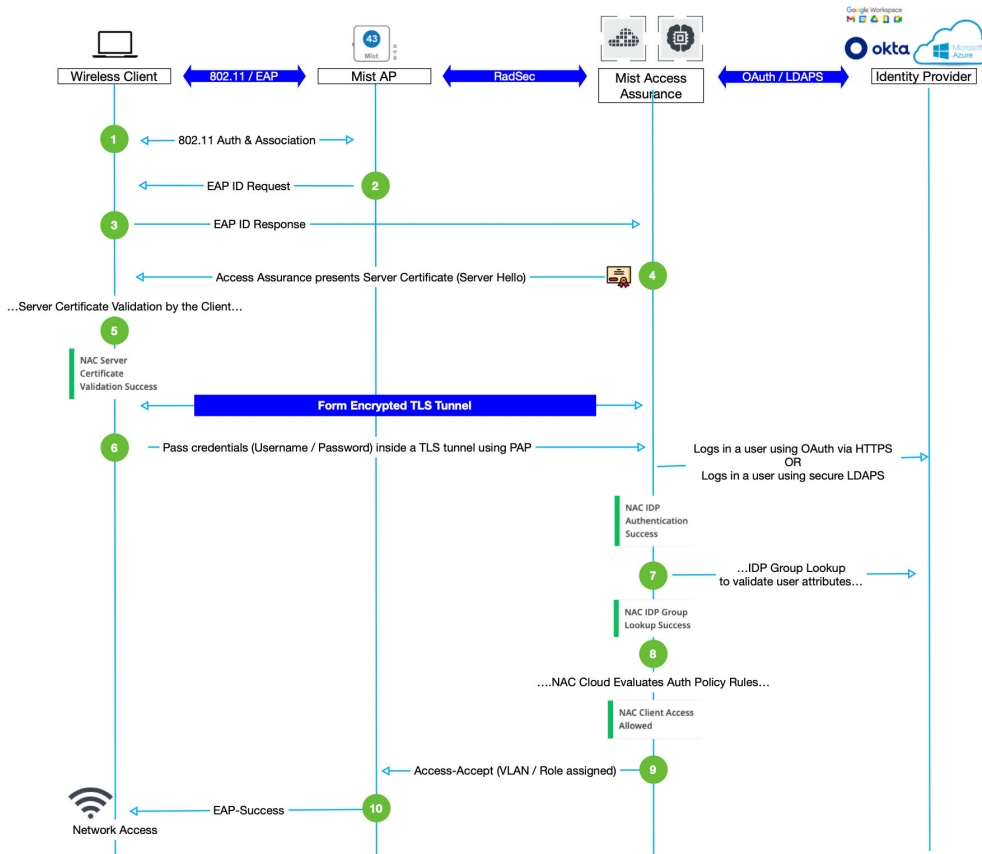 Google Workspace
okta
Microsoft
Azure
43
Mist
Wireless Client
802.11 / EAP
Mist AP
RadSec
Mist Access
Assurance
OAuth / LDAPS
Identity Provider
1
802.11 Auth & Association
EAP ID Request
2
3
EAP ID Response
Access Assurance presents Server Certificate (Server Hello)
4
...Server Certificate Validation by the Client...
5
NAC Server
Certificate
Validation Success
Form Encrypted TLS Tunnel
6
Pass credentials (Username / Password) inside a TLS tunnel using PAP
Logs in a user using OAuth via HTTPS
OR
Logs in a user using secure LDAPS
NAC IDP
Authentication
Success
7
...IDP Group Lookup
to validate user attributes...
NAC IDP Group
Lookup Success
8
....NAC Cloud Evaluates Auth Policy Rules...
NAC Client Access
Allowed
Access-Accept (VLAN / Role assigned)
9
EAP-Success
10
Network Access